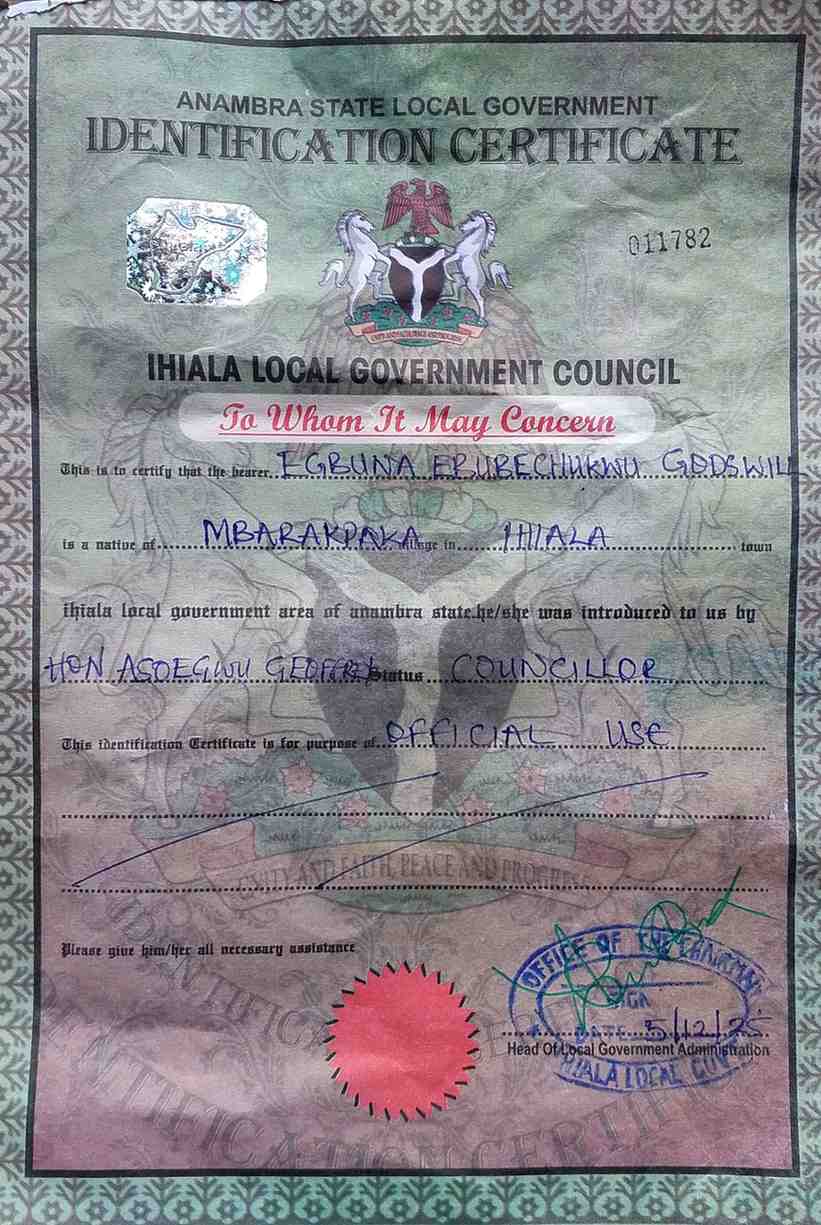 ANAMBRA STATE LOCAL GOVERNMENT
IDENTIFICATION CERTIFICATE
011782
IHIALA LOCAL GOVERNMENT COUNCIL
To Whom It May Concern
This is to certify that the bearer EGBUNA EBUBECHUKWU GODSWILL
is a native of MBARAKPAKA village in IHIALA town
ihiala local government area of anambra state.he/she was introduced to us by
HON AGOEGWU GEOFFREY Status COUNCILLOR
This identification Certificate is for purpose of OFFICIAL USE
UNITY AND FAITH, PEACE AND PROGRESS
Please give him/her all necessary assistance
OFFICE OF THE CHAIRMAN
SIGN
DATE 5/12/25
Head Of Local Government Administration
IHIALA LOCAL GOVT